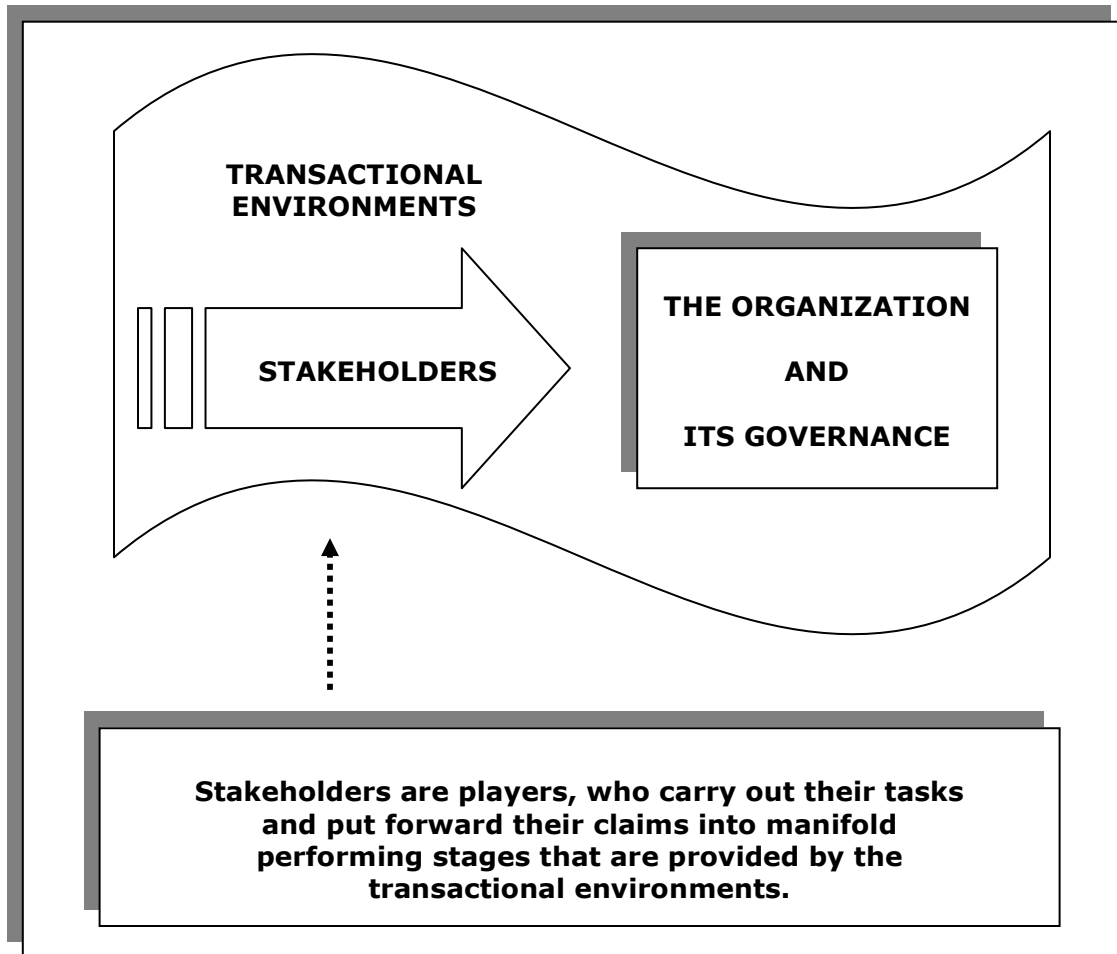 TRANSACTIONAL
ENVIRONMENTS
STAKEHOLDERS
THE ORGANIZATION
AND
ITS GOVERNANCE
Stakeholders are players, who carry out their tasks
and put forward their claims into manifold
performing stages that are provided by the
transactional environments.